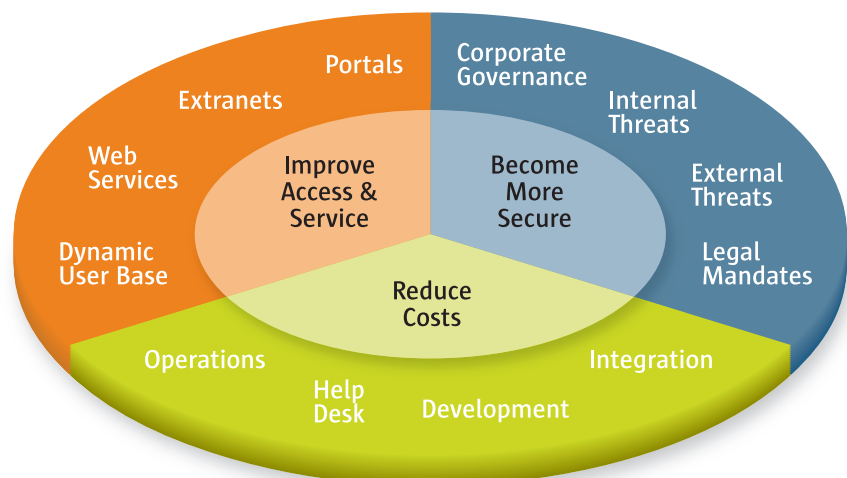 Portals
Extranets
Web
Services
Dynamic
User Base
Corporate
Governance
Internal
Threats
External
Threats
Legal
Mandates
Improve
Access &
Service
Become
More
Secure
Reduce
Costs
Operations
Help
Desk
Development
Integration